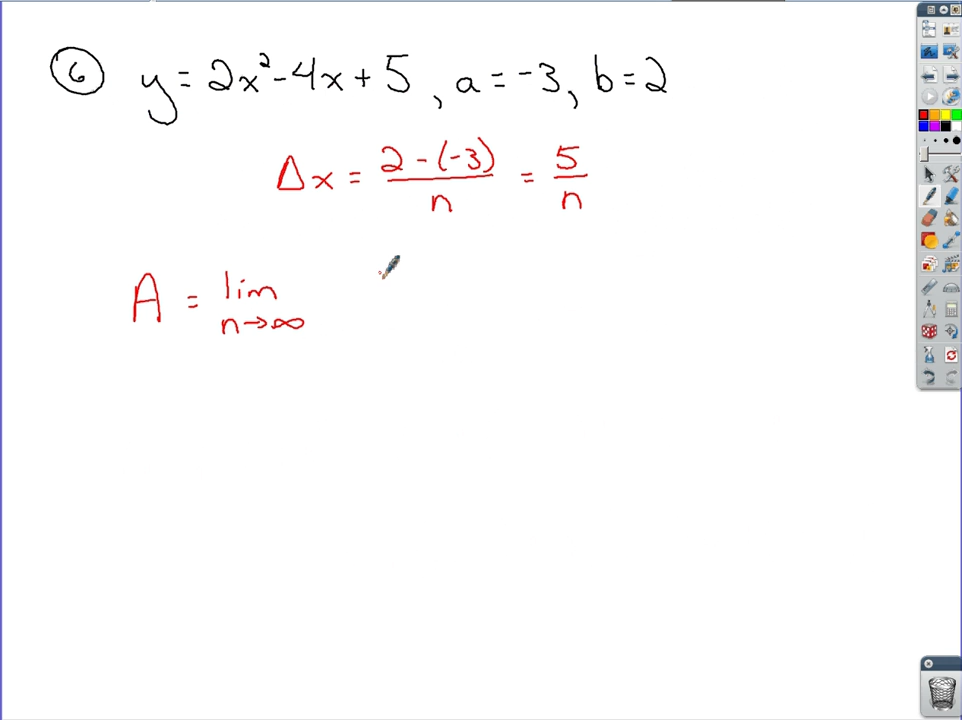 6 y = 2x² - 4x + 5 , a = -3, b = 2
Δx = 2 - (-3) / n = 5 / n
A = lim n→∞